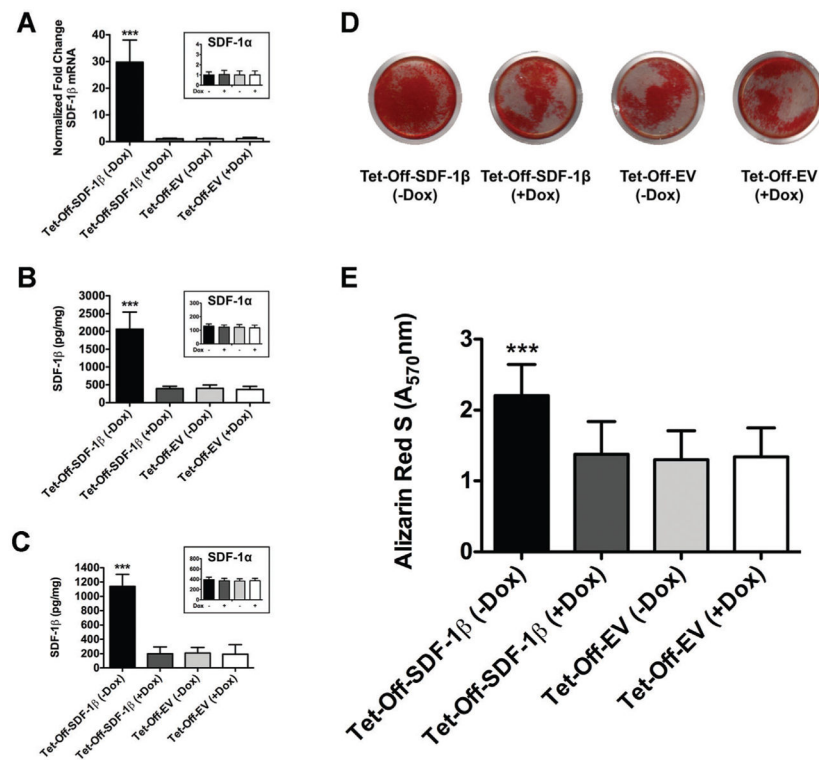 A
Normalized Fold Change
SDF-1β mRNA
40
30
20
10
0
***
SDF-1α
4
3
2
1
0
Dox - + - +
Tet-Off-SDF-1β (-Dox)
Tet-Off-SDF-1β (+Dox)
Tet-Off-EV (-Dox)
Tet-Off-EV (+Dox)
B
SDF-1β (pg/mg)
3000
2500
2000
1500
1000
500
0
***
SDF-1α
300
200
100
0
Dox - + - +
Tet-Off-SDF-1β (-Dox)
Tet-Off-SDF-1β (+Dox)
Tet-Off-EV (-Dox)
Tet-Off-EV (+Dox)
C
SDF-1β (pg/mg)
1400
1200
1000
800
600
400
200
0
***
SDF-1α
800
600
400
200
0
Dox - + - +
Tet-Off-SDF-1β (-Dox)
Tet-Off-SDF-1β (+Dox)
Tet-Off-EV (-Dox)
Tet-Off-EV (+Dox)
D
Tet-Off-SDF-1β
(-Dox)
Tet-Off-SDF-1β
(+Dox)
Tet-Off-EV
(-Dox)
Tet-Off-EV
(+Dox)
E
Alizarin Red S (A570nm)
3
2
1
0
***
Tet-Off-SDF-1β (-Dox)
Tet-Off-SDF-1β (+Dox)
Tet-Off-EV (-Dox)
Tet-Off-EV (+Dox)